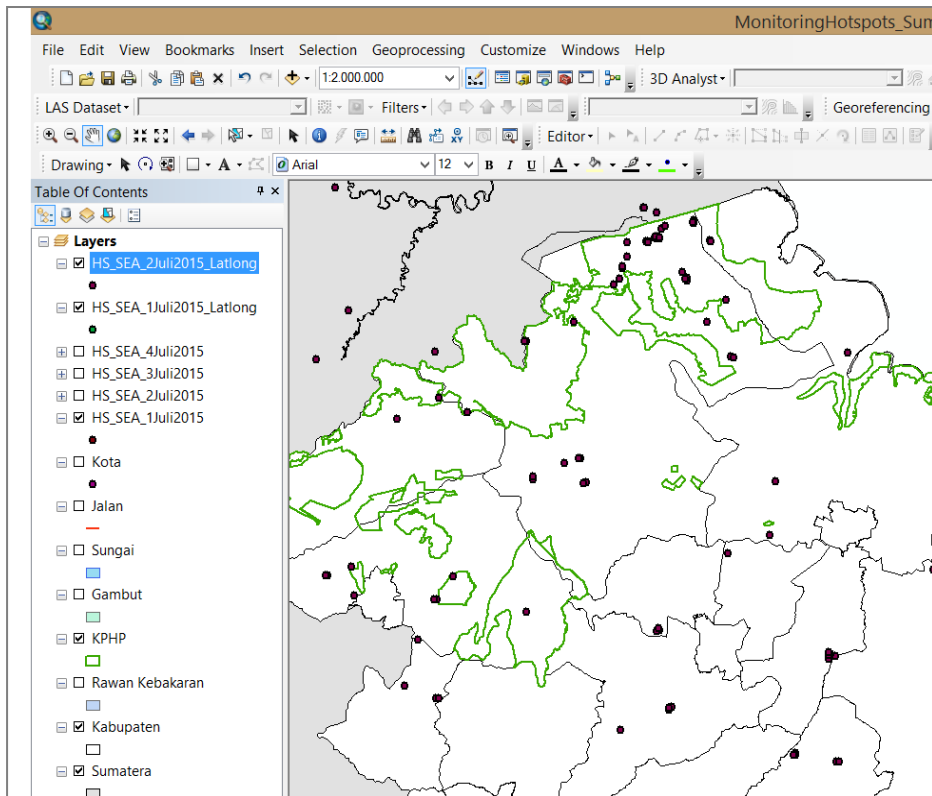 MonitoringHotspots_Sum
File Edit View Bookmarks Insert Selection Geoprocessing Customize Windows Help
1:2.000.000 3D Analyst
LAS Dataset Filters Georeferencing
Editor
Drawing Arial 12 B I U A
Table Of Contents
Layers
HS_SEA_2Juli2015_Latlong
HS_SEA_1Juli2015_Latlong
HS_SEA_4Juli2015
HS_SEA_3Juli2015
HS_SEA_2Juli2015
HS_SEA_1Juli2015
Kota
Jalan
Sungai
Gambut
KPHP
Rawan Kebakaran
Kabupaten
Sumatera